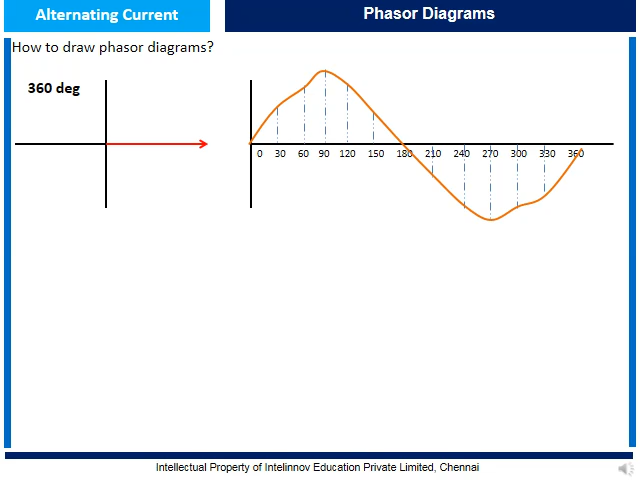 Alternating Current
Phasor Diagrams
How to draw phasor diagrams?
360 deg
0 30 60 90 120 150 180 210 240 270 300 330 360
Intellectual Property of Intelinnov Education Private Limited, Chennai